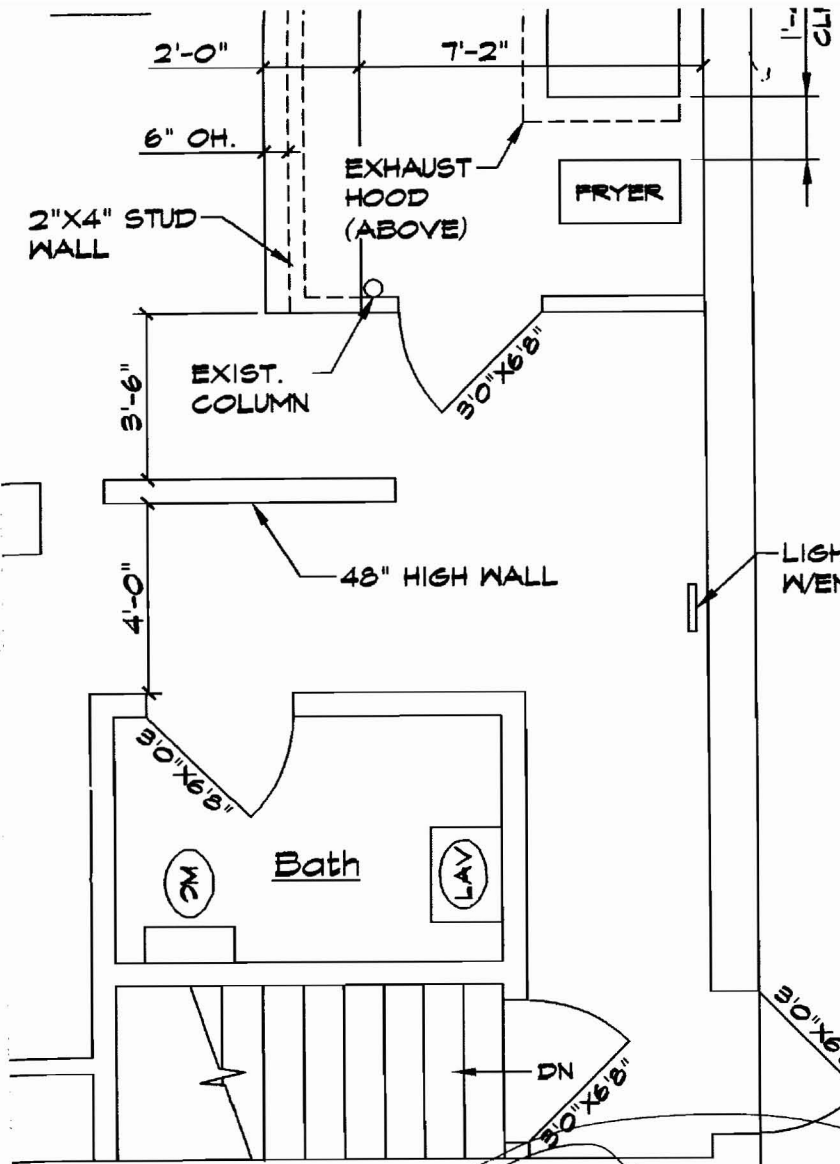 2'-0"
7'-2"
6" OH.
EXHAUST
HOOD
(ABOVE)
FRYER
2"X4" STUD
WALL
3'-6"
EXIST.
COLUMN
3'0"X6'8"
48" HIGH WALL
4'-0"
3'0"X6'8"
Bath
LAV
DN
3'0"X6'8"